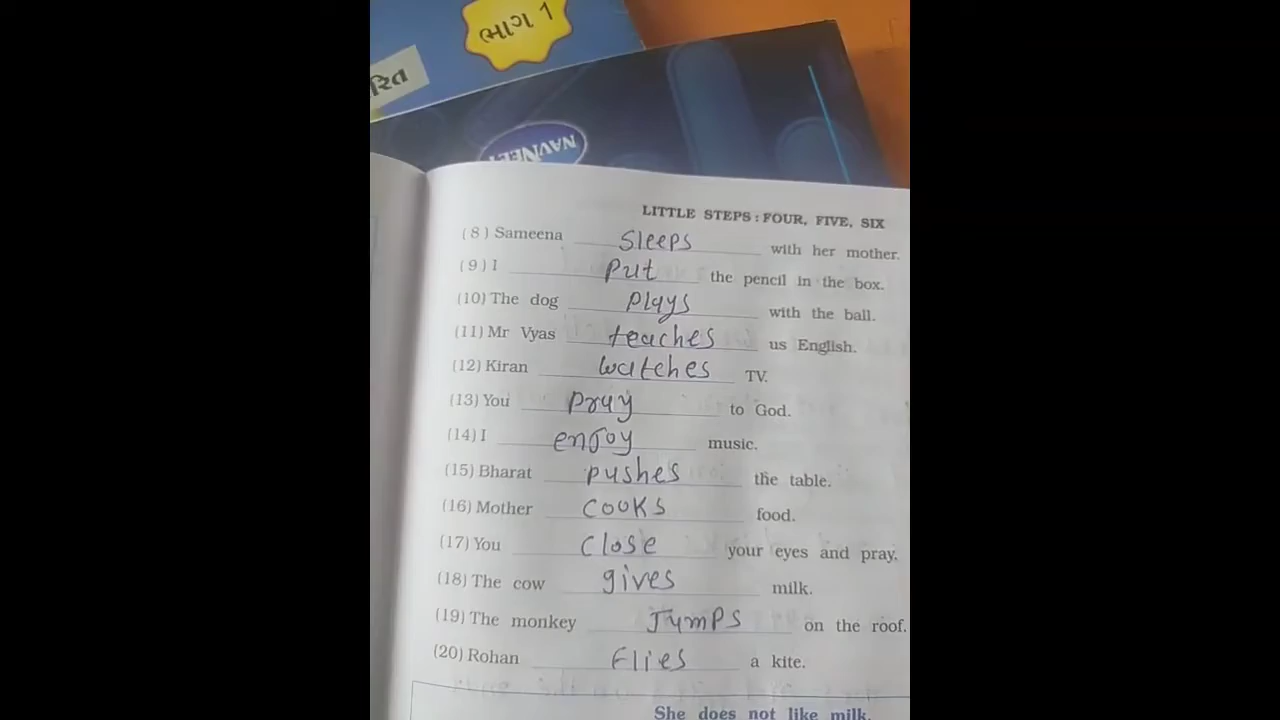 ભાગ 1
રિત
NAVNEET
LITTLE STEPS : FOUR, FIVE, SIX
(8) Sameena sleeps with her mother.
(9) I put the pencil in the box.
(10) The dog plays with the ball.
(11) Mr Vyas teaches us English.
(12) Kiran watches TV.
(13) You pray to God.
(14) I enjoy music.
(15) Bharat pushes the table.
(16) Mother cooks food.
(17) You close your eyes and pray.
(18) The cow gives milk.
(19) The monkey Jumps on the roof.
(20) Rohan Flies a kite.
She does not like milk.